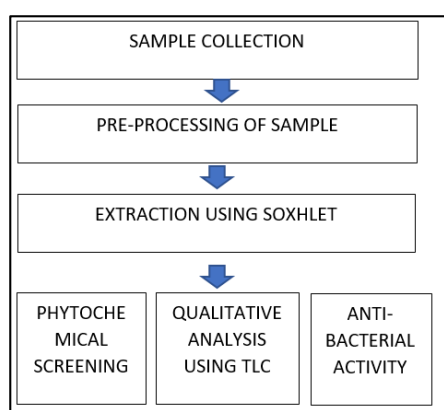 SAMPLE COLLECTION
PRE-PROCESSING OF SAMPLE
EXTRACTION USING SOXHLET
PHYTOCHE
MICAL
SCREENING
QUALITATIVE
ANALYSIS
USING TLC
ANTI-
BACTERIAL
ACTIVITY